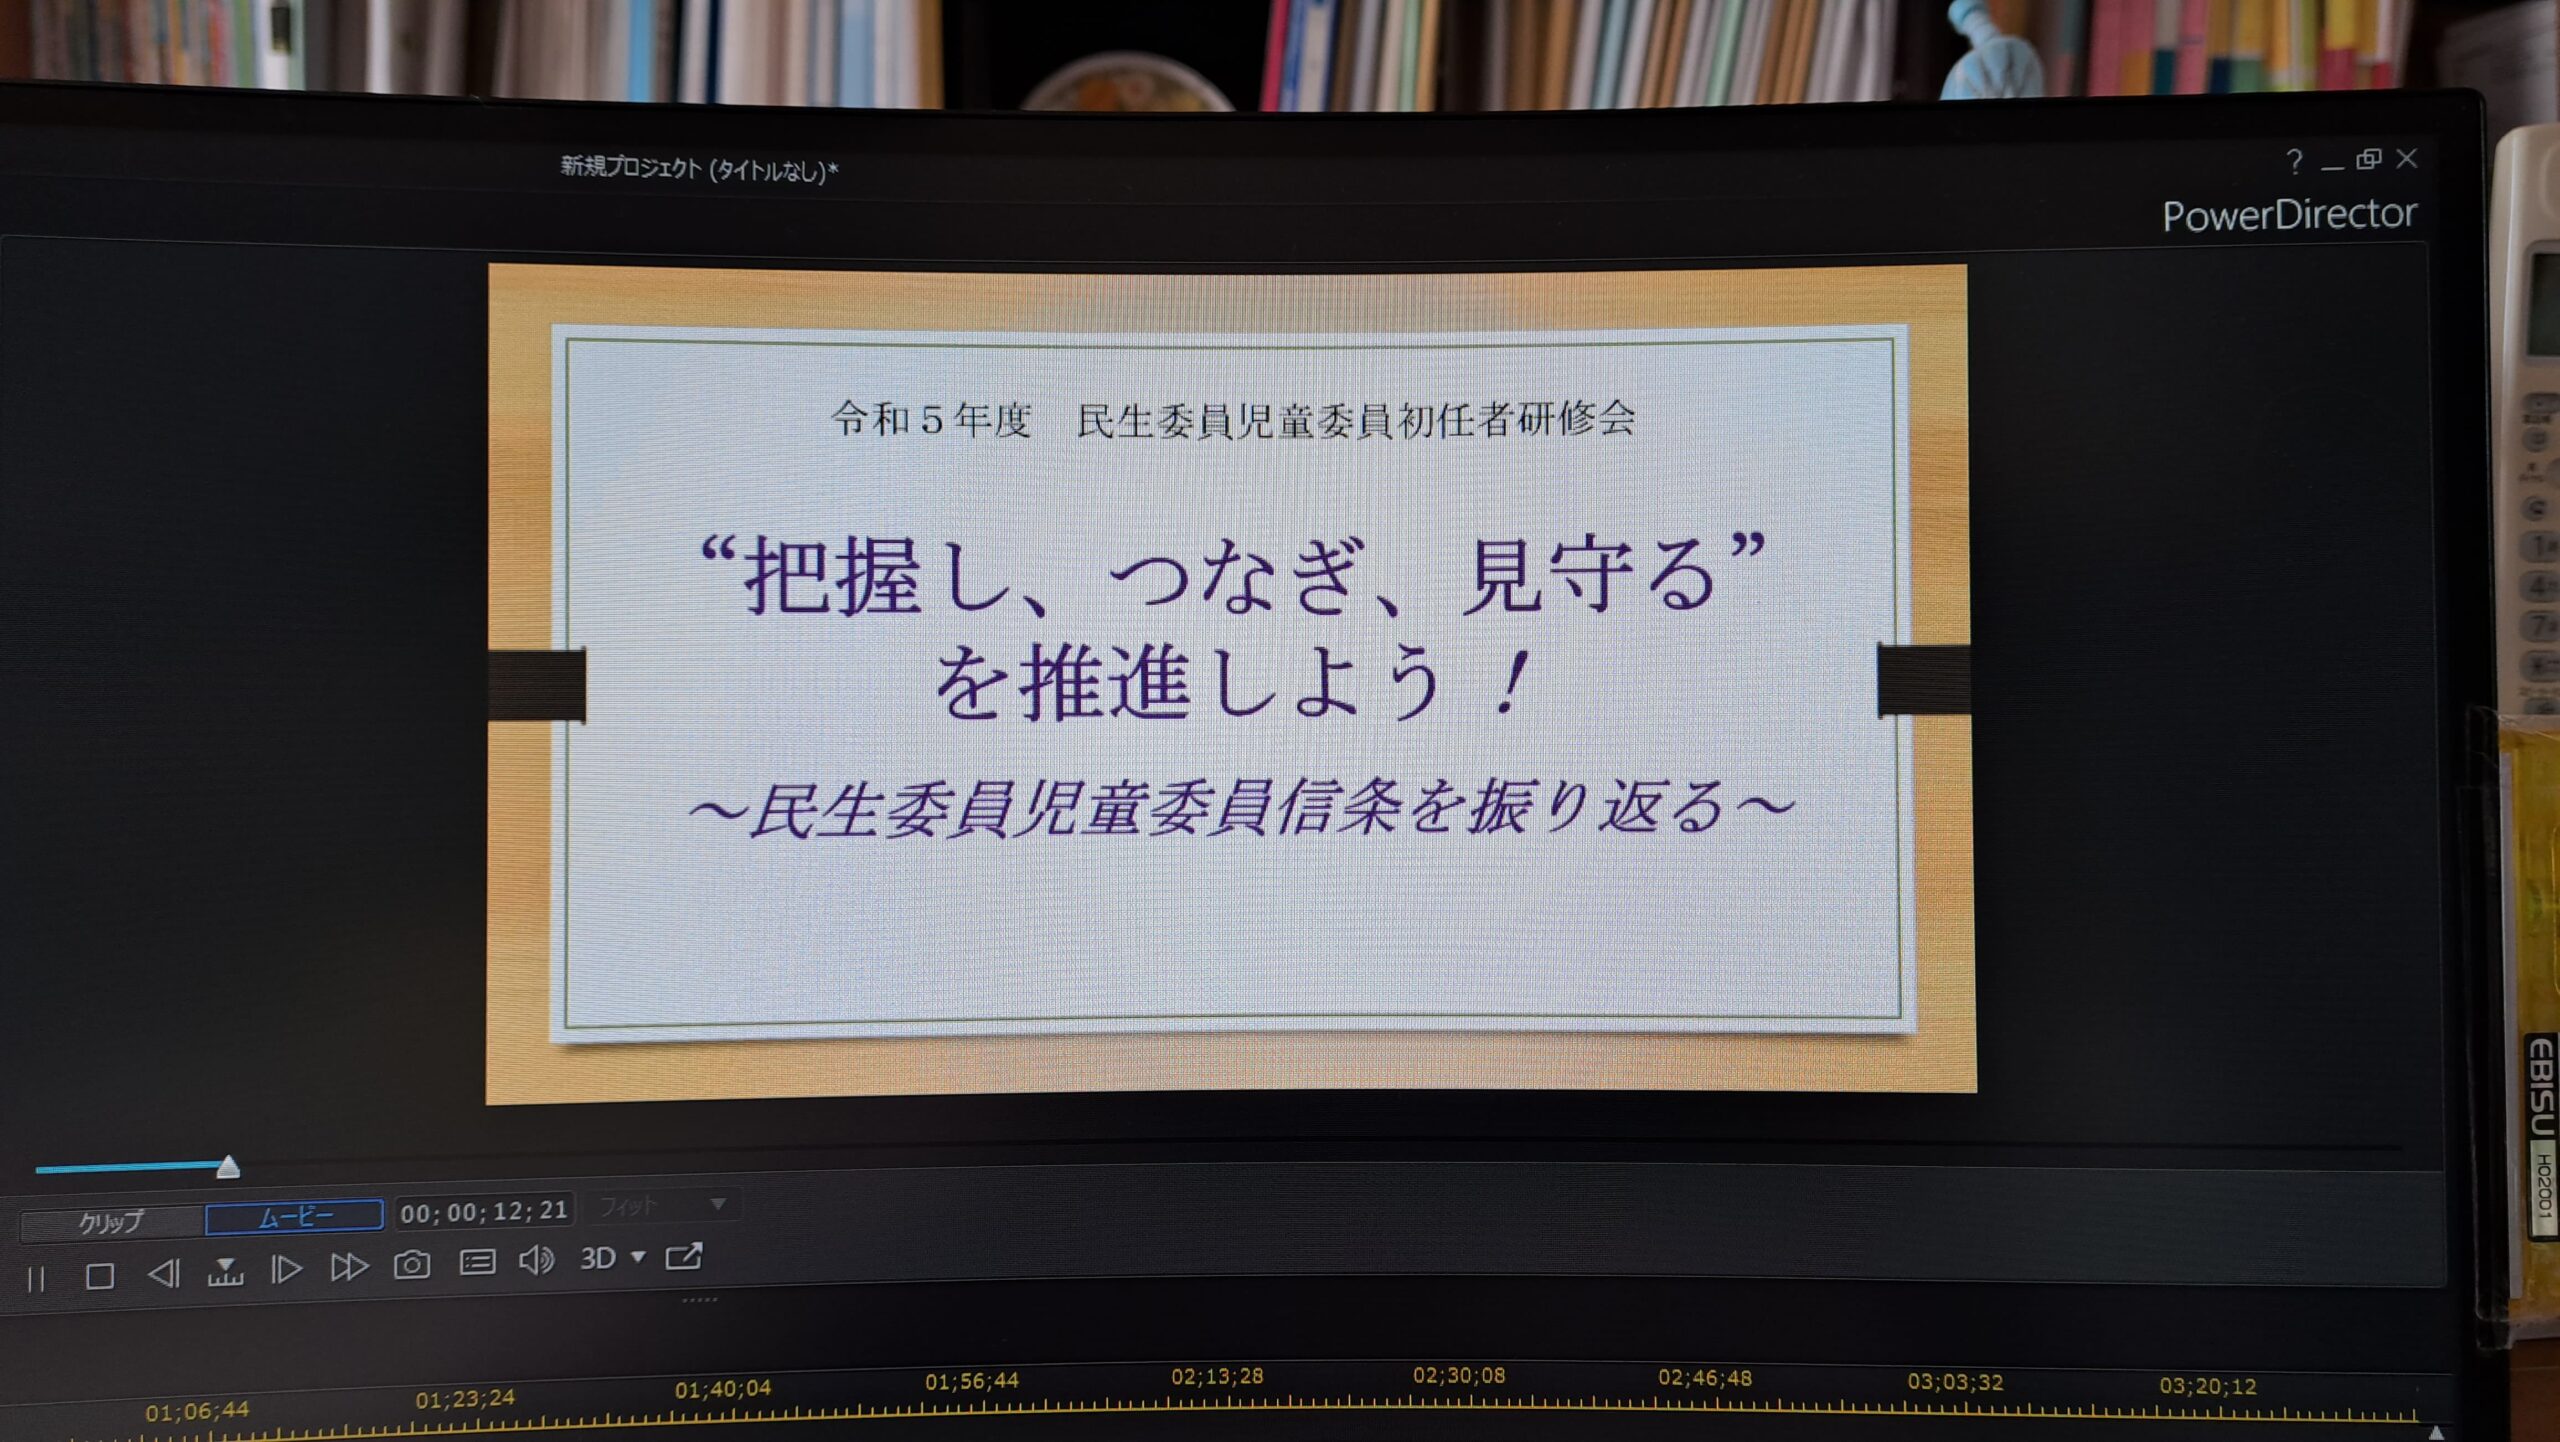 新規プロジェクト (タイトルなし)*
PowerDirector
令和５年度　民生委員児童委員初任者研修会
“把握し、つなぎ、見守る”
を推進しよう！
～民生委員児童委員信条を振り返る～
クリップ
ムービー
00;00;12;21
フィット
3D
01;06;44
01;23;24
01;40;04
01;56;44
02;13;28
02;30;08
02;46;48
03;03;32
03;20;12
EBISU
H02001